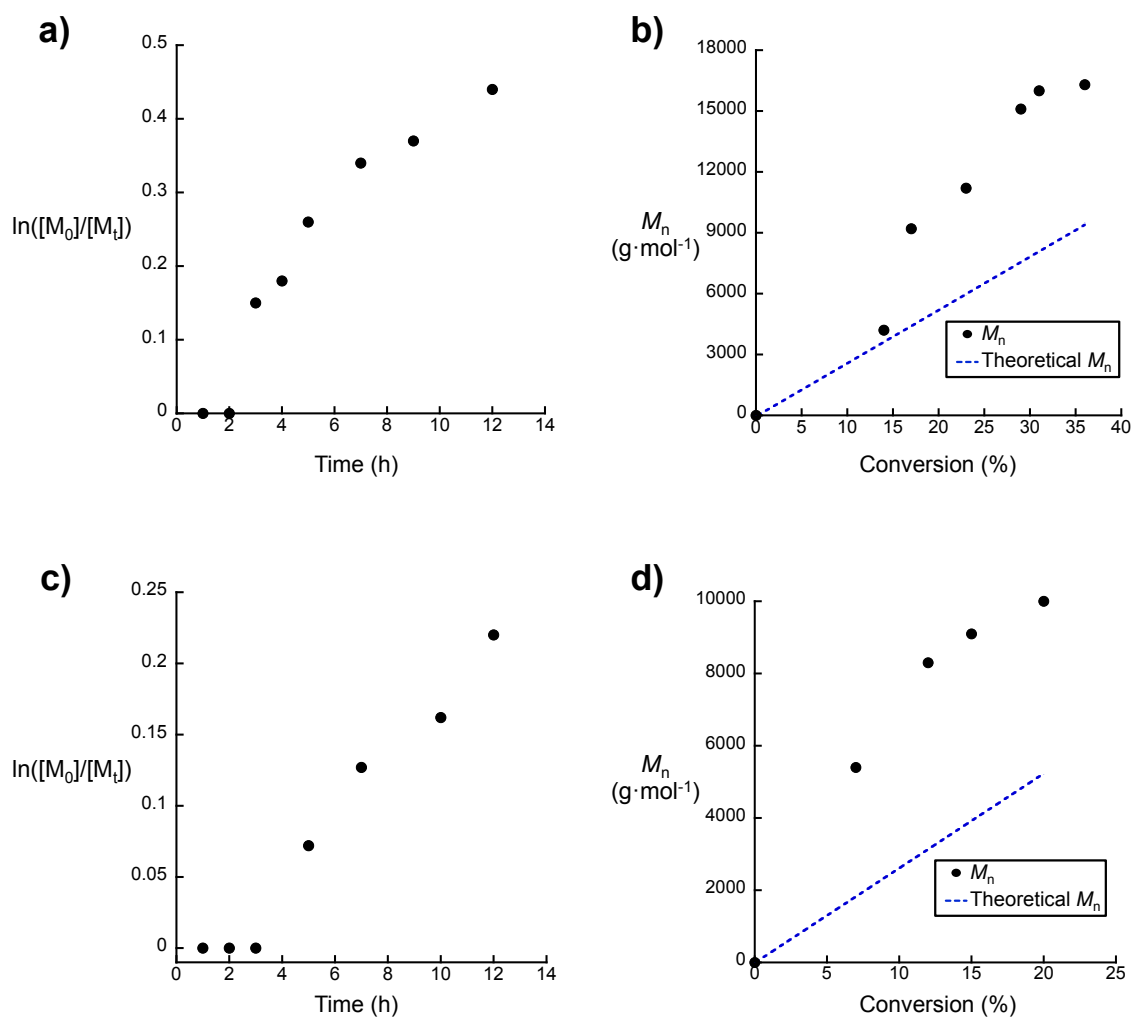 a)
0.5
0.4
0.3
0.2
0.1
0
ln([M₀]/[Mₜ])
0 2 4 6 8 10 12 14
Time (h)
b)
18000
15000
12000
9000
6000
3000
0
Mₙ
(g·mol⁻¹)
Mₙ
Theoretical Mₙ
0 5 10 15 20 25 30 35 40
Conversion (%)
c)
0.25
0.2
0.15
0.1
0.05
0
ln([M₀]/[Mₜ])
0 2 4 6 8 10 12 14
Time (h)
d)
10000
8000
6000
4000
2000
0
Mₙ
(g·mol⁻¹)
Mₙ
Theoretical Mₙ
0 5 10 15 20 25
Conversion (%)